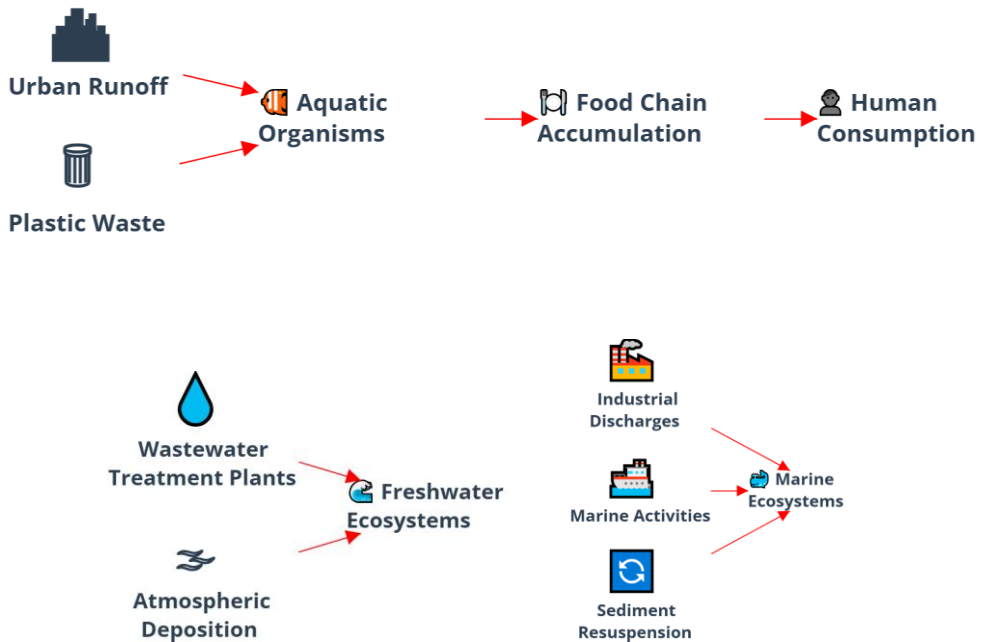 Urban Runoff
Aquatic
Organisms
Food Chain
Accumulation
Human
Consumption
Plastic Waste
Wastewater
Treatment Plants
Freshwater
Ecosystems
Atmospheric
Deposition
Industrial
Discharges
Marine Activities
Marine
Ecosystems
Sediment
Resuspension